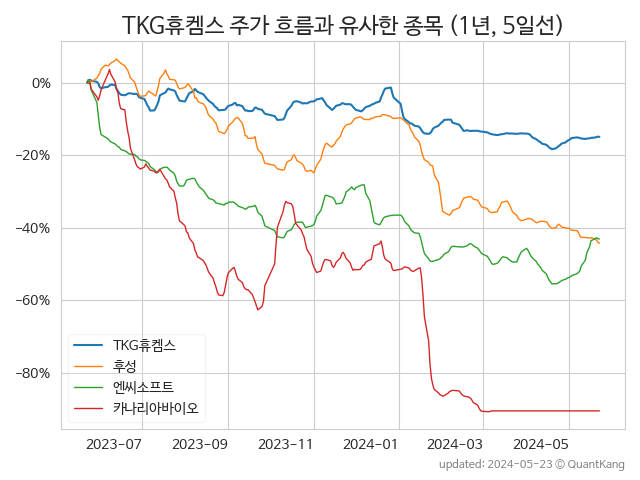 TKG휴켐스 주가 흐름과 유사한 종목 (1년, 5일선)
0%
−20%
−40%
−60%
−80%
TKG휴켐스
후성
엔씨소프트
카나리아바이오
2023-07 2023-09 2023-11 2024-01 2024-03 2024-05
updated: 2024-05-23 © QuantKang